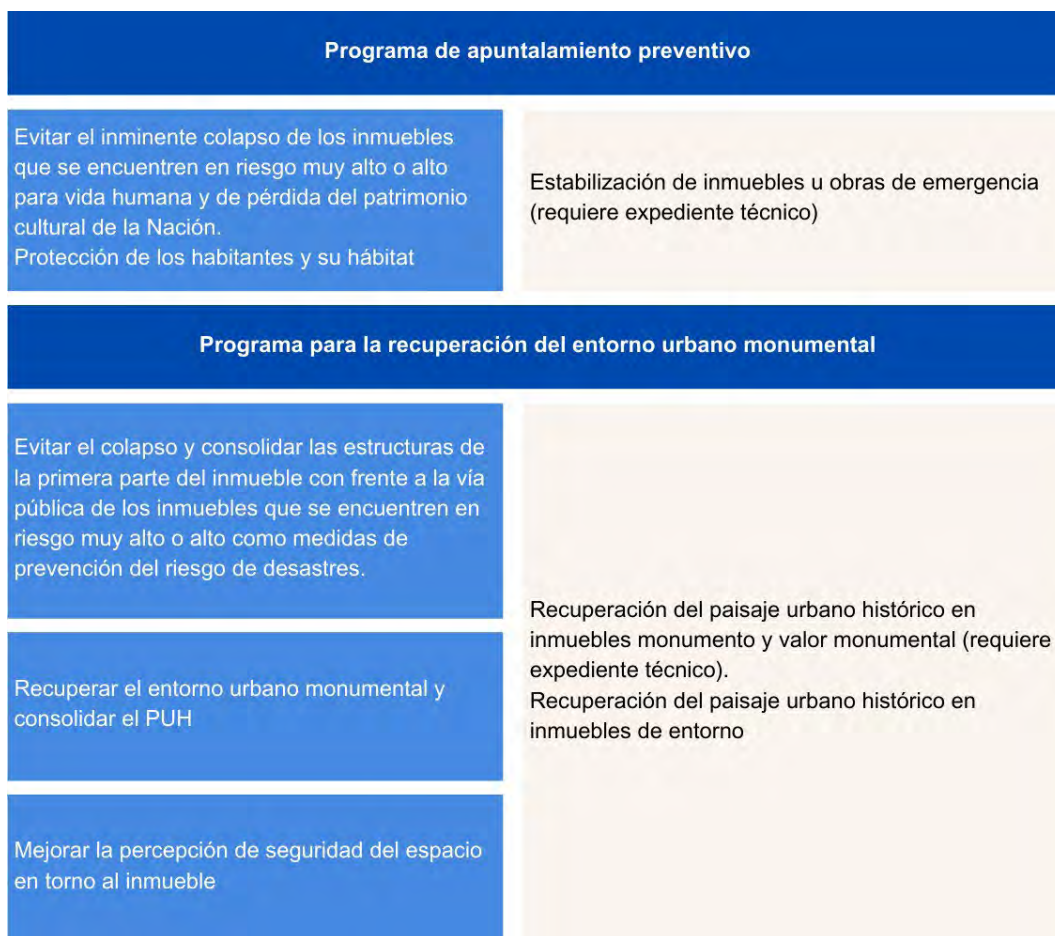 Programa de apuntalamiento preventivo
Evitar el inminente colapso de los inmuebles
que se encuentren en riesgo muy alto o alto
para vida humana y de pérdida del patrimonio
cultural de la Nación.
Protección de los habitantes y su hábitat
Estabilización de inmuebles u obras de emergencia
(requiere expediente técnico)
Programa para la recuperación del entorno urbano monumental
Evitar el colapso y consolidar las estructuras de
la primera parte del inmueble con frente a la vía
pública de los inmuebles que se encuentren en
riesgo muy alto o alto como medidas de
prevención del riesgo de desastres.
Recuperar el entorno urbano monumental y
consolidar el PUH
Mejorar la percepción de seguridad del espacio
en torno al inmueble
Recuperación del paisaje urbano histórico en
inmuebles monumento y valor monumental (requiere
expediente técnico).
Recuperación del paisaje urbano histórico en
inmuebles de entorno